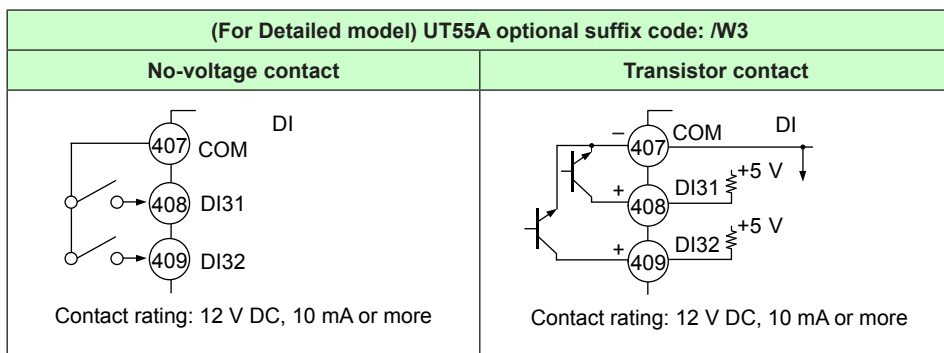 (For Detailed model) UT55A optional suffix code: /W3
No-voltage contact
Transistor contact
DI
407
COM
408
DI31
409
DI32
Contact rating: 12 V DC, 10 mA or more
–
407
COM
DI
+
408
DI31
+5 V
+
409
DI32
+5 V
Contact rating: 12 V DC, 10 mA or more